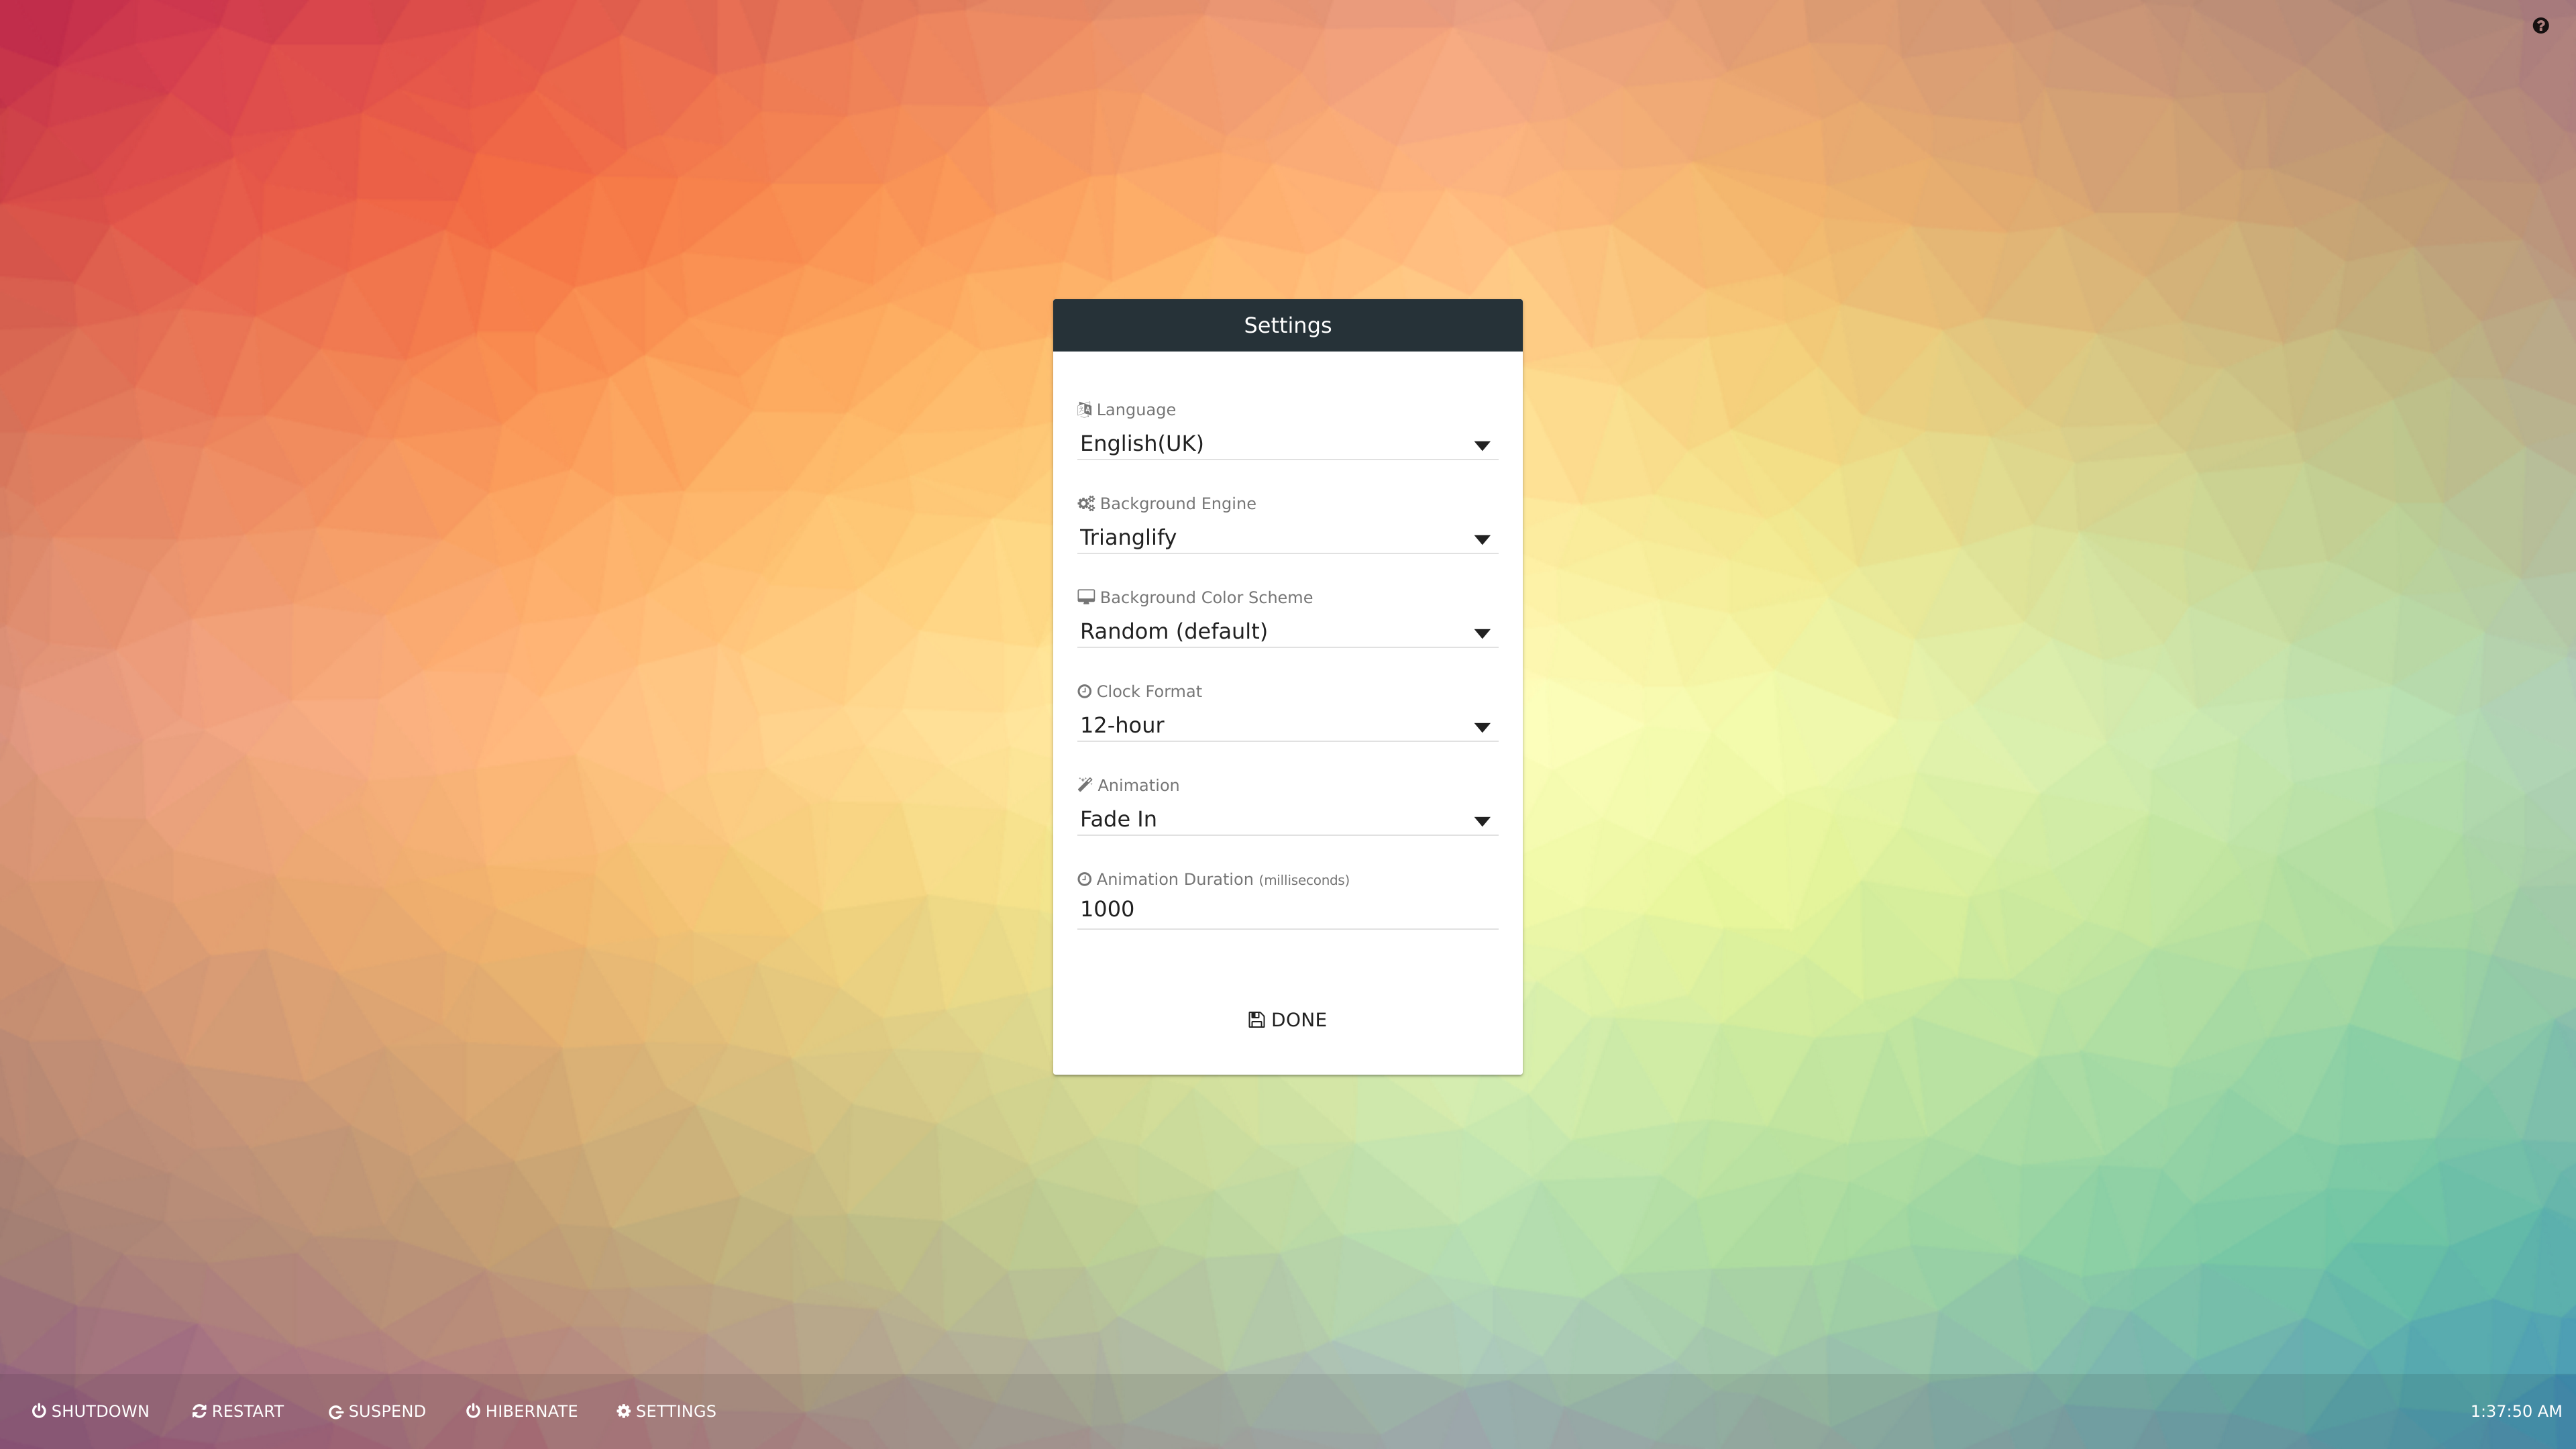 Settings
Language
English(UK)
Background Engine
Trianglify
Background Color Scheme
Random (default)
Clock Format
12-hour
Animation
Fade In
Animation Duration (milliseconds)
1000
DONE
SHUTDOWN RESTART SUSPEND HIBERNATE SETTINGS 1:37:50 AM